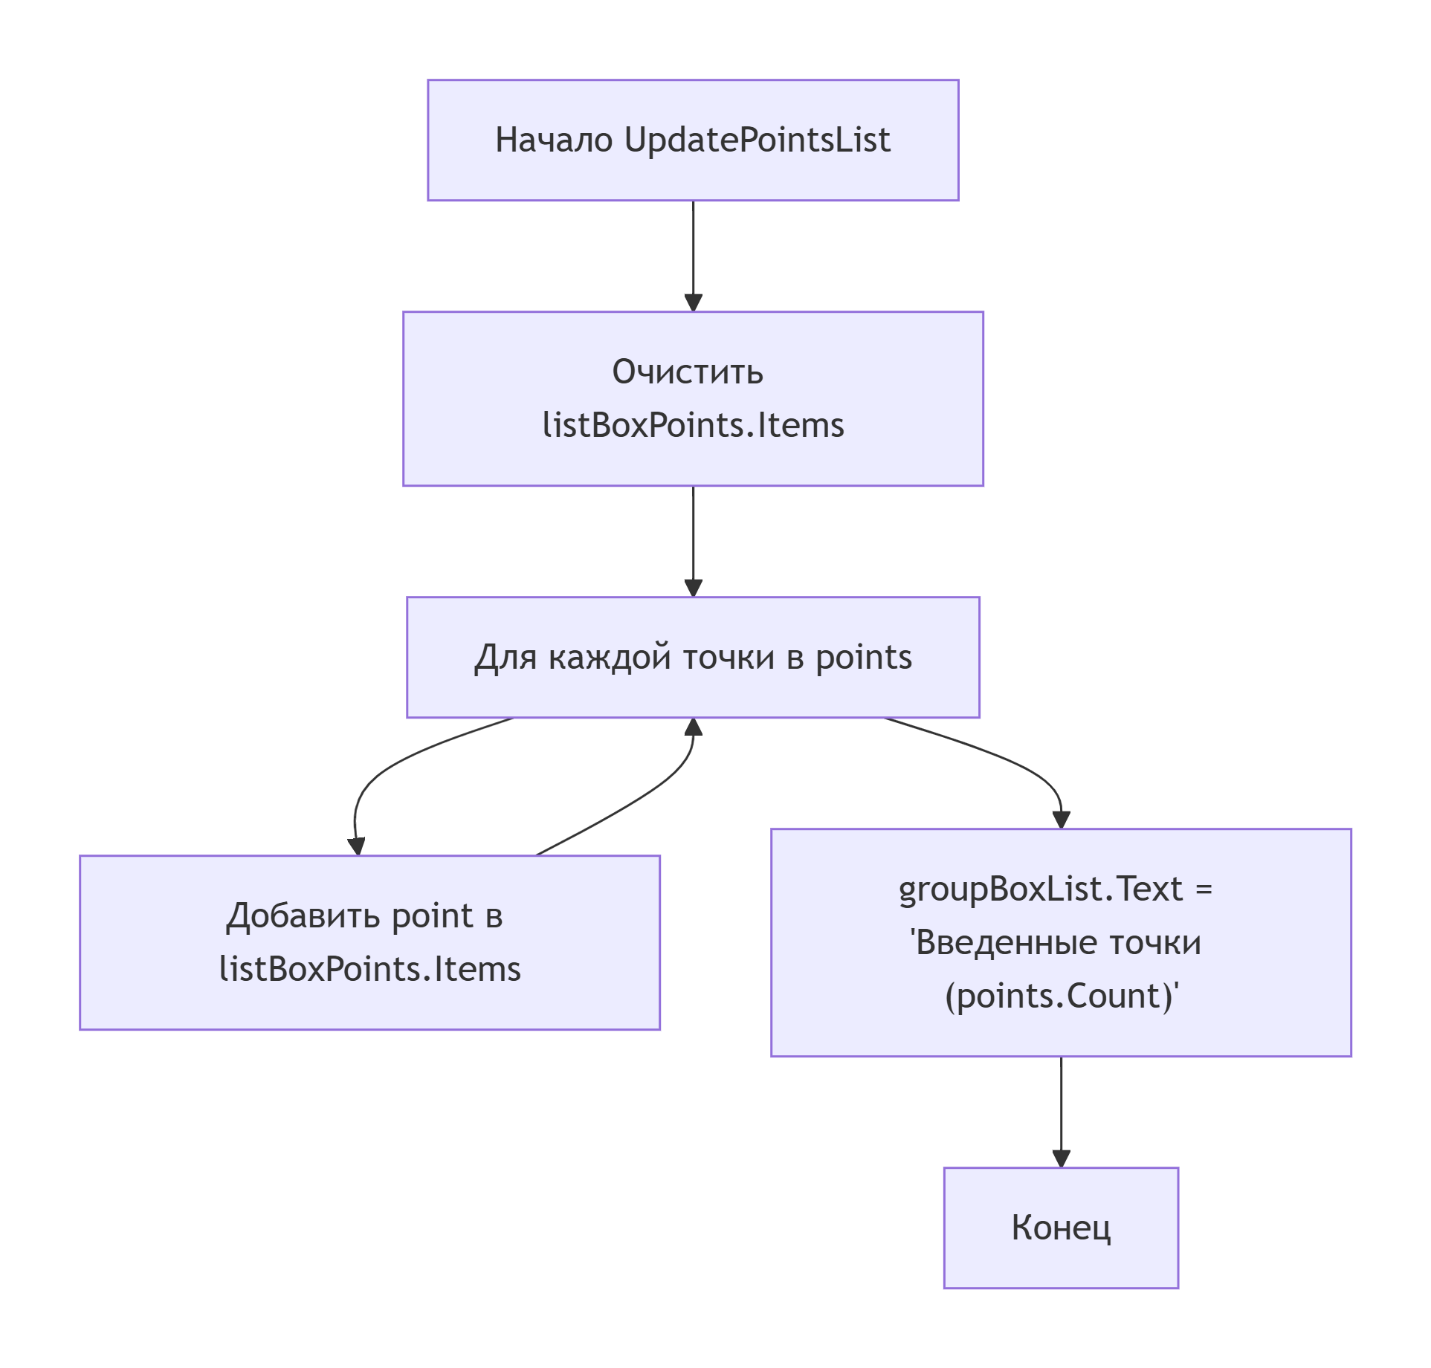 Начало UpdatePointsList
Очистить
listBoxPoints.Items
Для каждой точки в points
Добавить point в
listBoxPoints.Items
groupBoxList.Text =
'Введенные точки
(points.Count)'
Конец